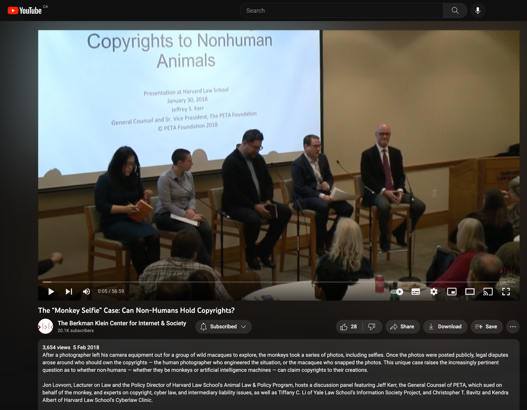 YouTube CA
Search
Copyrights to Nonhuman
Animals
Presentation at Harvard Law School
January 30, 2018
Jeffrey S. Kerr
General Counsel and Sr. Vice President, The PETA Foundation
© PETA Foundation 2018
0:05 / 56:59
The "Monkey Selfie" Case: Can Non-Humans Hold Copyrights?
The Berkman Klein Center for Internet & Society
20.1K subscribers
Subscribed
28
Share
Download
Save
3,654 views 5 Feb 2018
After a photographer left his camera equipment out for a group of wild macaques to explore, the monkeys took a series of photos, including selfies. Once the photos were posted publicly, legal disputes
arose around who should own the copyrights — the human photographer who engineered the situation, or the macaques who snapped the photos. This unique case raises the increasingly pertinent
question as to whether non-humans — whether they be monkeys or artificial intelligence machines — can claim copyrights to their creations.
Jon Lovvorn, Lecturer on Law and the Policy Director of Harvard Law School's Animal Law & Policy Program, hosts a discussion panel featuring Jeff Kerr, the General Counsel of PETA, which sued on
behalf of the monkey, and experts on copyright, cyber law, and intermediary liability issues, as well as Tiffany C. Li of Yale Law School's Information Society Project, and Christopher T. Bavitz and Kendra
Albert of Harvard Law School's Cyberlaw Clinic.